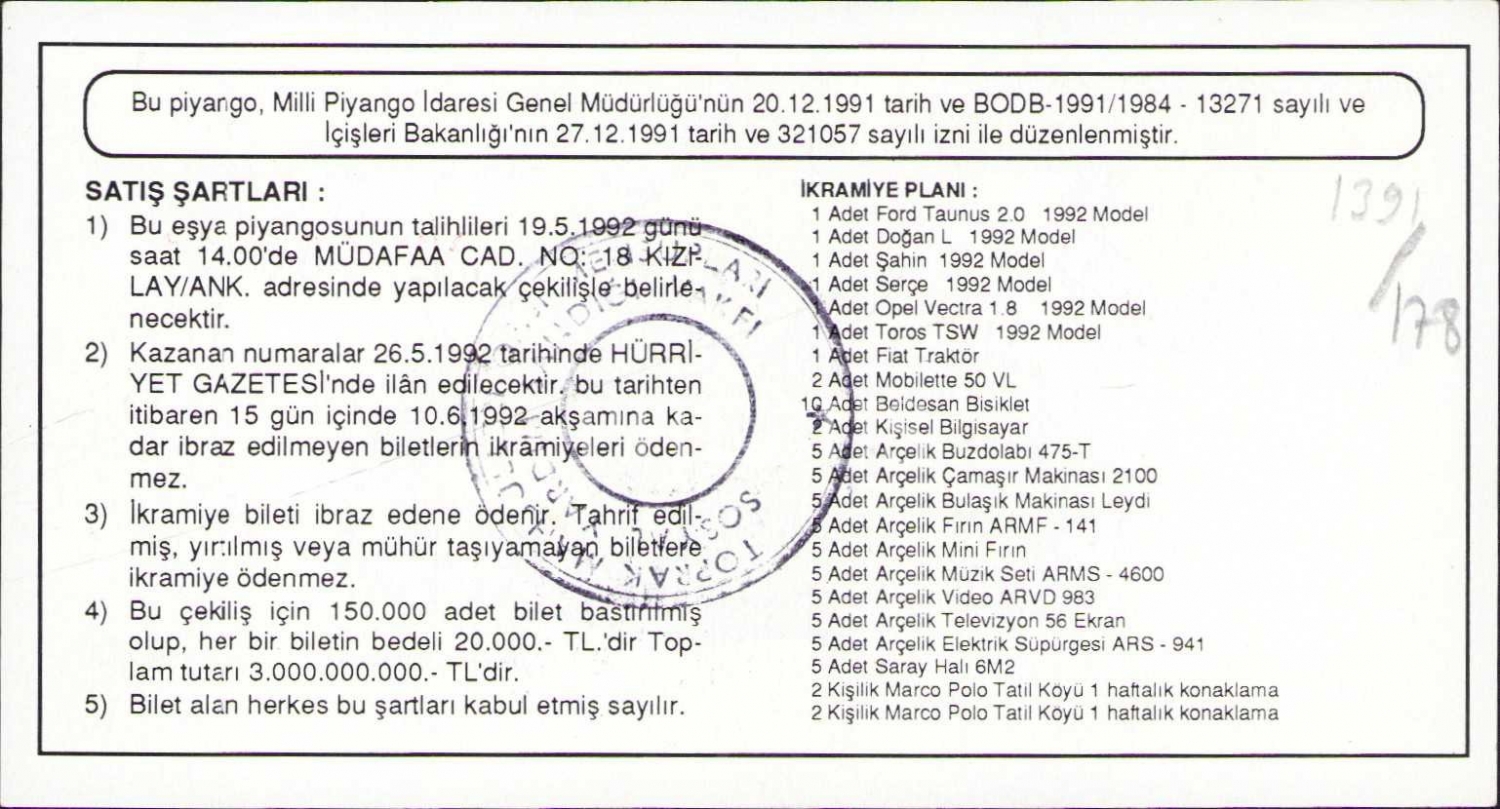 Bu piyango, Milli Piyango İdaresi Genel Müdürlüğü'nün 20.12.1991 tarih ve BODB-1991/1984 - 13271 sayılı ve
İçişleri Bakanlığı'nın 27.12.1991 tarih ve 321057 sayılı izni ile düzenlenmiştir.
SATIŞ ŞARTLARI :
1) Bu eşya piyangosunun talihlileri 19.5.1992 günü
saat 14.00'de MÜDAFAA CAD. NO: 18 KIZI-
LAY/ANK. adresinde yapılacak çekilişle belirle-
necektir.
2) Kazanan numaralar 26.5.1992 tarihinde HÜRRİ-
YET GAZETESİ'nde ilân edilecektir. bu tarihten
itibaren 15 gün içinde 10.6.1992 akşamına ka-
dar ibraz edilmeyen biletlerin ikrâmiyeleri öden-
mez.
3) İkramiye bileti ibraz edene ödenir. Tahrif edil-
miş, yırtılmış veya mühür taşıyamayan biletlere
ikramiye ödenmez.
4) Bu çekiliş için 150.000 adet bilet bastırılmış
olup, her bir biletin bedeli 20.000.- TL.'dir Top-
lam tutarı 3.000.000.000.- TL'dir.
5) Bilet alan herkes bu şartları kabul etmiş sayılır.
İKRAMİYE PLANI :
1 Adet Ford Taunus 2.0 1992 Model
1 Adet Doğan L 1992 Model
1 Adet Şahin 1992 Model
1 Adet Serçe 1992 Model
1 Adet Opel Vectra 1.8 1992 Model
1 Adet Toros TSW 1992 Model
1 Adet Fiat Traktör
2 Adet Mobilette 50 VL
10 Adet Beldesan Bisiklet
2 Adet Kişisel Bilgisayar
5 Adet Arçelik Buzdolabı 475-T
5 Adet Arçelik Çamaşır Makinası 2100
5 Adet Arçelik Bulaşık Makinası Leydi
5 Adet Arçelik Fırın ARMF - 141
5 Adet Arçelik Mini Fırın
5 Adet Arçelik Müzik Seti ARMS - 4600
5 Adet Arçelik Video ARVD 983
5 Adet Arçelik Televizyon 56 Ekran
5 Adet Arçelik Elektrik Süpürgesi ARS - 941
5 Adet Saray Halı 6M2
2 Kişilik Marco Polo Tatil Köyü 1 haftalık konaklama
2 Kişilik Marco Polo Tatil Köyü 1 haftalık konaklama
1391
/178
TOPRAK
SOSYAL